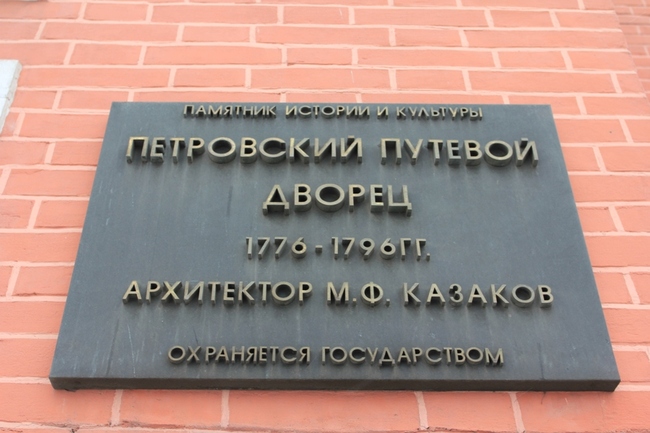 ПАМЯТНИК ИСТОРИИ И КУЛЬТУРЫ
ПЕТРОВСКИЙ ПУТЕВОЙ
ДВОРЕЦ
1776-1796ГГ.
АРХИТЕКТОР М.Ф. КАЗАКОВ
ОХРАНЯЕТСЯ ГОСУДАРСТВОМ